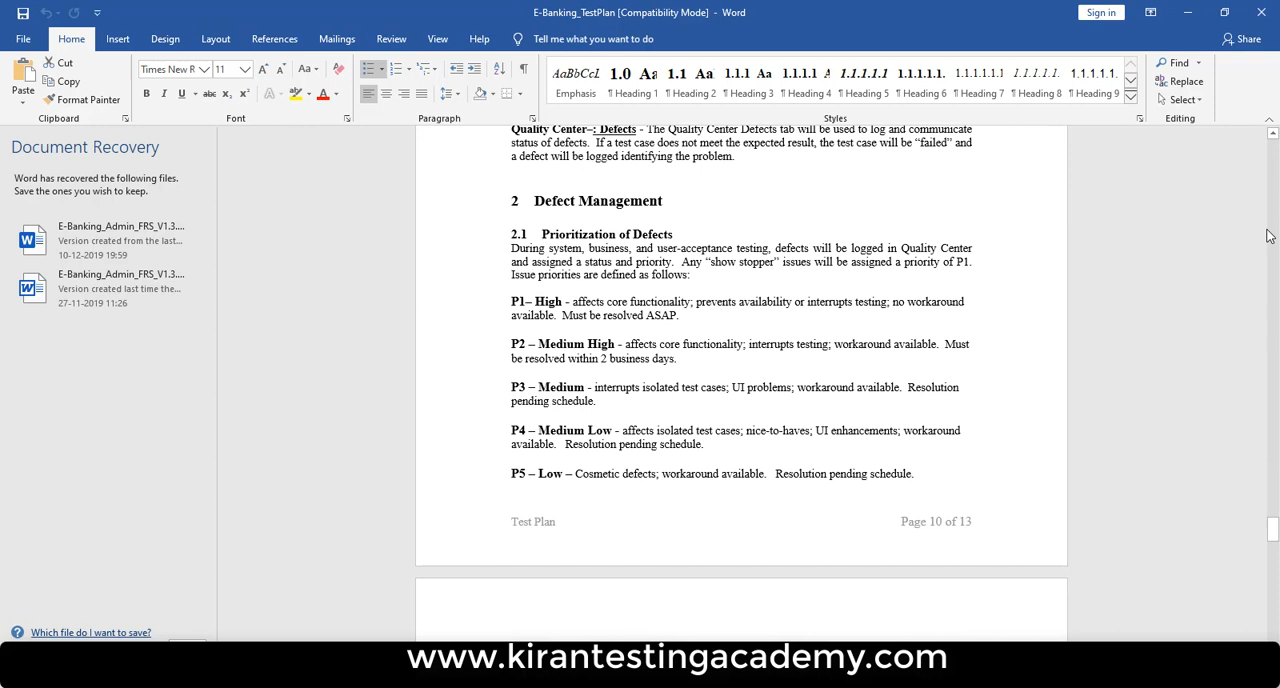 E-Banking_TestPlan [Compatibility Mode] - Word
Sign in
File Home Insert Design Layout References Mailings Review View Help Tell me what you want to do Share
Paste
Cut
Copy
Format Painter
Clipboard
Times New R 11
Font
Paragraph
AaBbCcL 1.0 Aa 1.1 Aa 1.1.1 Aa 1.1.1.1 A 1.1.1.1.1 1.1.1.1.1. 1.1.1.1.1. 1.1.1.1.1. 1.1.1.1.1.
Emphasis ¶ Heading 1 ¶ Heading 2 ¶ Heading 3 ¶ Heading 4 ¶ Heading 5 ¶ Heading 6 ¶ Heading 7 ¶ Heading 8 ¶ Heading 9
Styles
Find
Replace
Select
Editing
Document Recovery
Word has recovered the following files.
Save the ones you wish to keep.
E-Banking_Admin_FRS_V1.3....
Version created from the last...
10-12-2019 19:59
E-Banking_Admin_FRS_V1.3....
Version created last time the...
27-11-2019 11:26
Which file do I want to save?
Quality Center–: Defects - The Quality Center Defects tab will be used to log and communicate
status of defects. If a test case does not meet the expected result, the test case will be “failed” and
a defect will be logged identifying the problem.
2 Defect Management
2.1 Prioritization of Defects
During system, business, and user-acceptance testing, defects will be logged in Quality Center
and assigned a status and priority. Any “show stopper” issues will be assigned a priority of P1.
Issue priorities are defined as follows:
P1– High - affects core functionality; prevents availability or interrupts testing; no workaround
available. Must be resolved ASAP.
P2 – Medium High - affects core functionality; interrupts testing; workaround available. Must
be resolved within 2 business days.
P3 – Medium - interrupts isolated test cases; UI problems; workaround available. Resolution
pending schedule.
P4 – Medium Low - affects isolated test cases; nice-to-haves; UI enhancements; workaround
available. Resolution pending schedule.
P5 – Low – Cosmetic defects; workaround available. Resolution pending schedule.
Test Plan Page 10 of 13
www.kirantestingacademy.com